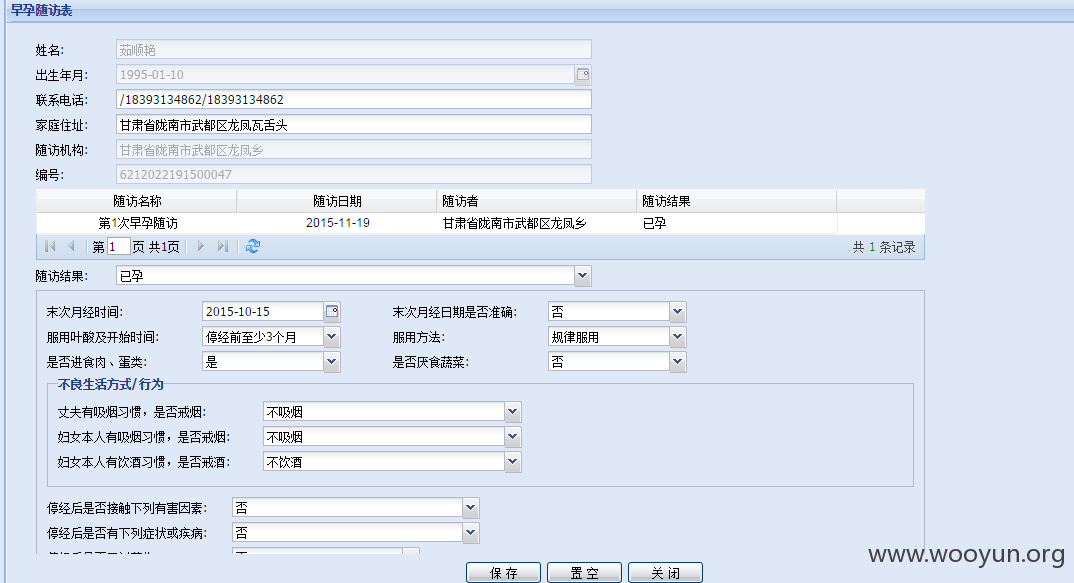 早孕随访表
姓名: 茹顺艳
出生年月: 1995-01-10
联系电话: /18393134862/18393134862
家庭住址: 甘肃省陇南市武都区龙凤瓦舌头
随访机构: 甘肃省陇南市武都区龙凤乡
编号: 6212022191500047
随访名称 随访日期 随访者 随访结果
第1次早孕随访 2015-11-19 甘肃省陇南市武都区龙凤乡 已孕
第 1 页 共1页 共 1 条记录
随访结果: 已孕
末次月经时间: 2015-10-15 末次月经日期是否准确: 否
服用叶酸及开始时间: 停经前至少3个月 服用方法: 规律服用
是否进食肉、蛋类: 是 是否厌食蔬菜: 否
不良生活方式/行为
丈夫有吸烟习惯，是否戒烟: 不吸烟
妇女本人有吸烟习惯，是否戒烟: 不吸烟
妇女本人有饮酒习惯，是否戒酒: 不饮酒
停经后是否接触下列有害因素: 否
停经后是否有下列症状或疾病: 否
保存 置空 关闭
www.wooyun.org